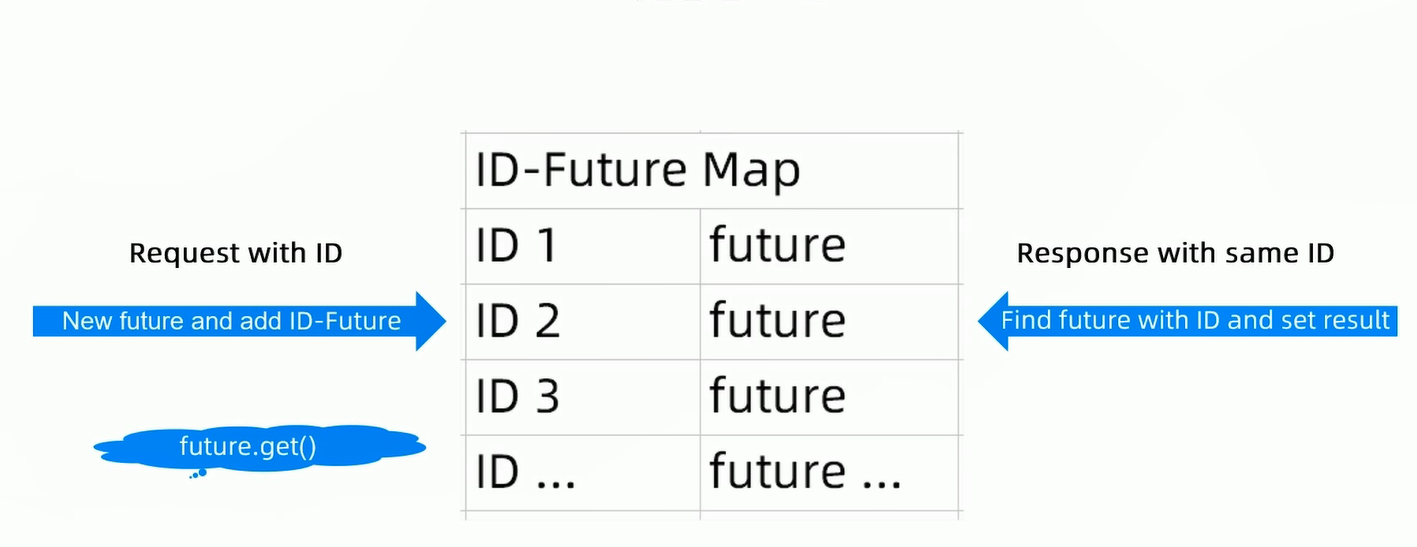 ID-Future Map
ID 1 future
Request with ID
Response with same ID
New future and add ID-Future
ID 2 future
Find future with ID and set result
ID 3 future
future.get()
ID ... future ...